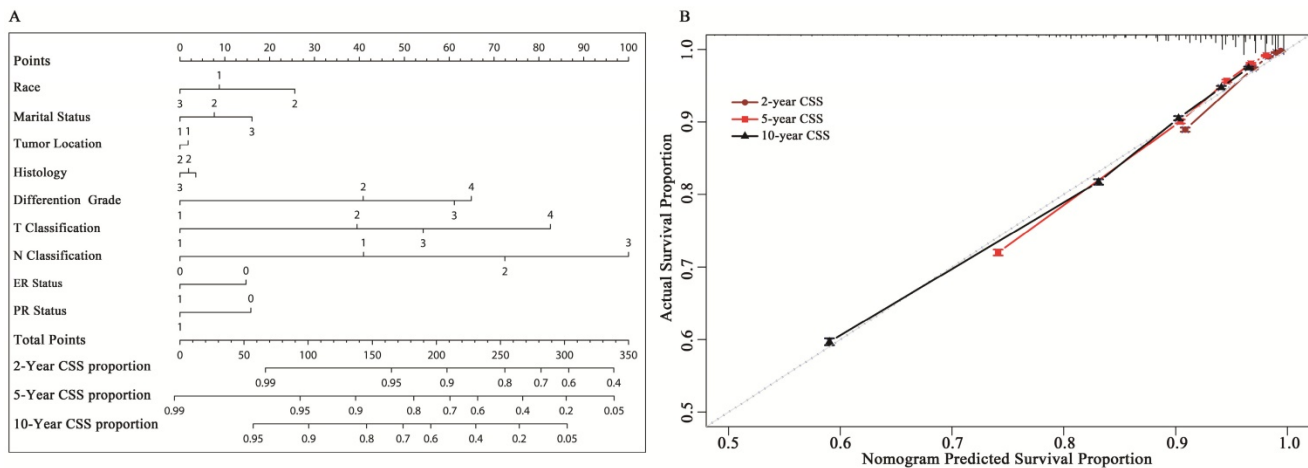 A
Points
0 10 20 30 40 50 60 70 80 90 100
1
Race
3 2 2
Marital Status
1 1 3
Tumor Location
2 2
Histology
3 2 4
Differention Grade
1 2 3 4
T Classification
1 1 3 3
N Classification
0 0 2
ER Status
1 0
PR Status
1
Total Points
0 50 100 150 200 250 300 350
2-Year CSS proportion
0.99 0.95 0.9 0.8 0.7 0.6 0.4
5-Year CSS proportion
0.99 0.95 0.9 0.8 0.7 0.6 0.4 0.2 0.05
10-Year CSS proportion
0.95 0.9 0.8 0.7 0.6 0.4 0.2 0.05
B
Actual Survival Proportion
1.0
0.9
0.8
0.7
0.6
0.5
2-year CSS
5-year CSS
10-year CSS
0.5 0.6 0.7 0.8 0.9 1.0
Nomogram Predicted Survival Proportion